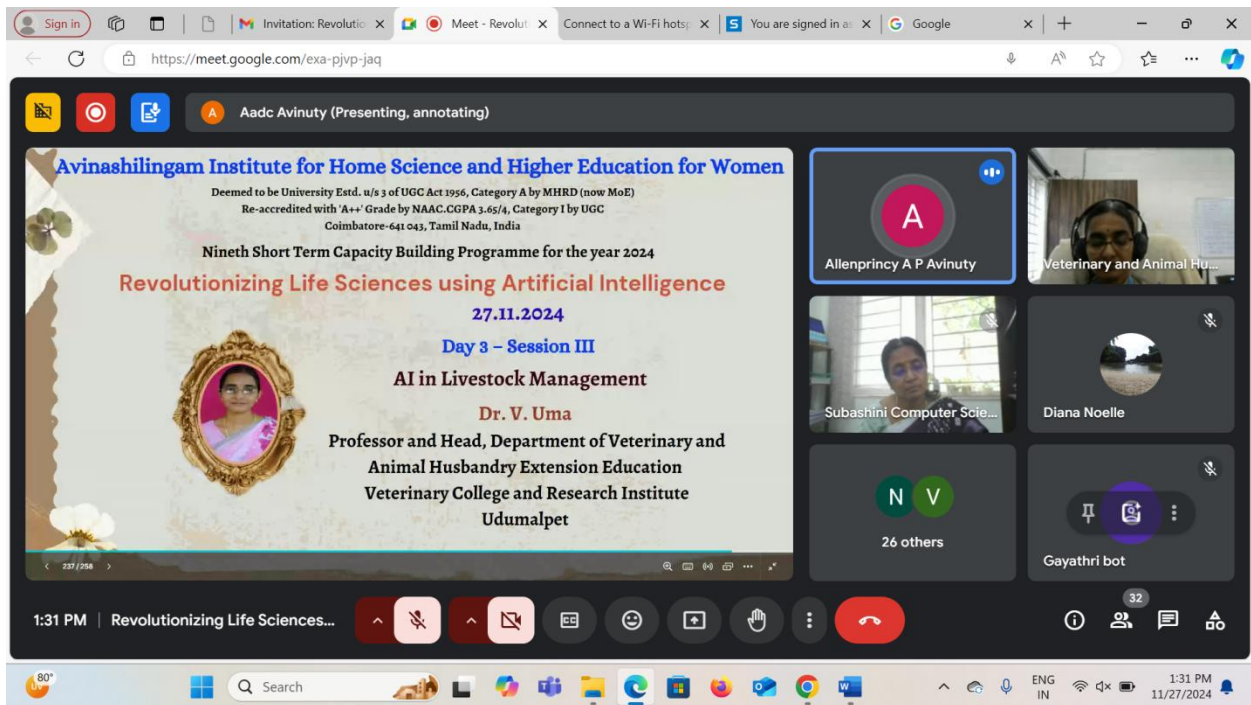 Sign in
Invitation: Revolutio
Meet - Revolut
Connect to a Wi-Fi hotsp
You are signed in as
Google
https://meet.google.com/exa-pjvp-jaq
A Aadc Avinuty (Presenting, annotating)
Avinashilingam Institute for Home Science and Higher Education for Women
Deemed to be University Estd. u/s 3 of UGC Act 1956, Category A by MHRD (now MoE)
Re-accredited with 'A++' Grade by NAAC.CGPA 3.65/4, Category I by UGC
Coimbatore-641 043, Tamil Nadu, India
Nineth Short Term Capacity Building Programme for the year 2024
Revolutionizing Life Sciences using Artificial Intelligence
27.11.2024
Day 3 – Session III
AI in Livestock Management
Dr. V. Uma
Professor and Head, Department of Veterinary and
Animal Husbandry Extension Education
Veterinary College and Research Institute
Udumalpet
237/258
A
Allenprincy A P Avinuty
Veterinary and Animal Hu...
Subashini Computer Scie...
Diana Noelle
N V
26 others
Gayathri bot
1:31 PM | Revolutionizing Life Sciences...
CC
32
80°
Search
ENG
IN
1:31 PM
11/27/2024